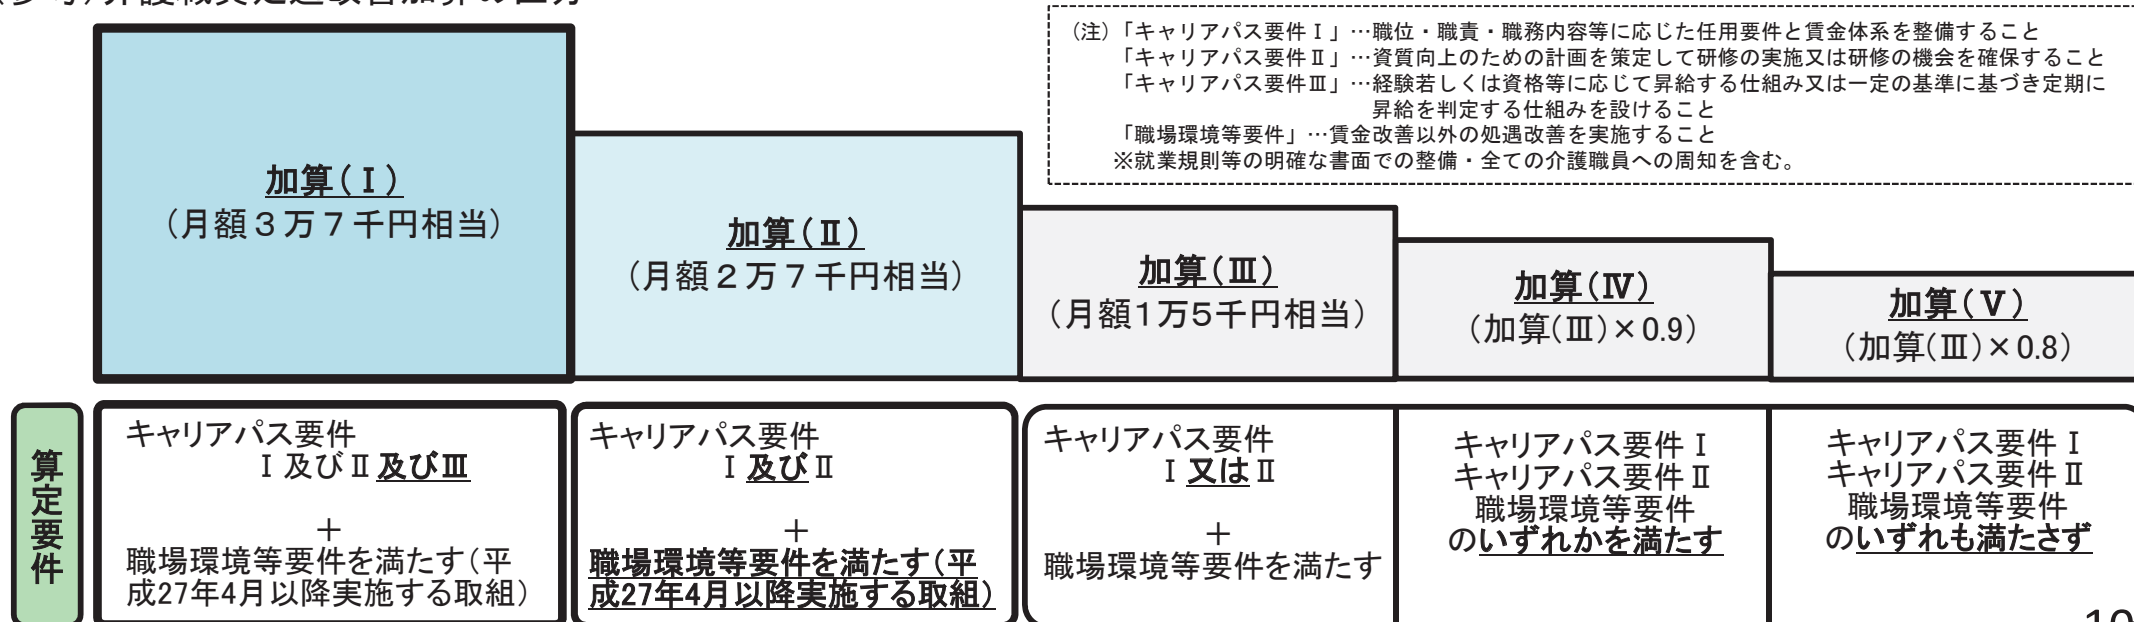 (注)「キャリアパス要件Ⅰ」…職位・職責・職務内容等に応じた任用要件と賃金体系を整備すること
「キャリアパス要件Ⅱ」…資質向上のための計画を策定して研修の実施又は研修の機会を確保すること
「キャリアパス要件Ⅲ」…経験若しくは資格等に応じて昇給する仕組み又は一定の基準に基づき定期に
昇給を判定する仕組みを設けること
「職場環境等要件」…賃金改善以外の処遇改善を実施すること
※就業規則等の明確な書面での整備・全ての介護職員への周知を含む。
加算(Ⅰ)
(月額3万7千円相当)
加算(Ⅱ)
(月額2万7千円相当)
加算(Ⅲ)
(月額1万5千円相当)
加算(Ⅳ)
(加算(Ⅲ)×0.9)
加算(Ⅴ)
(加算(Ⅲ)×0.8)
算定要件
キャリアパス要件
Ⅰ及びⅡ及びⅢ
+
職場環境等要件を満たす(平
成27年4月以降実施する取組)
キャリアパス要件
Ⅰ及びⅡ
+
職場環境等要件を満たす(平
成27年4月以降実施する取組)
キャリアパス要件
Ⅰ又はⅡ
+
職場環境等要件を満たす
キャリアパス要件Ⅰ
キャリアパス要件Ⅱ
職場環境等要件
のいずれかを満たす
キャリアパス要件Ⅰ
キャリアパス要件Ⅱ
職場環境等要件
のいずれも満たさず